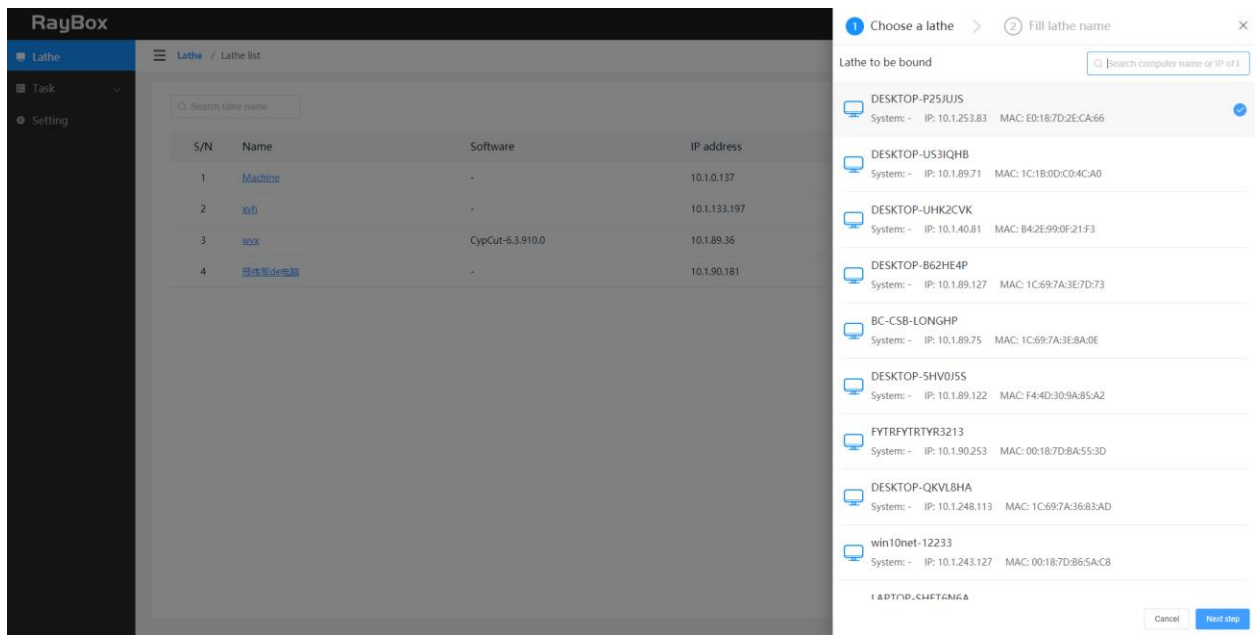 RayBox
Lathe
Task
Setting
Lathe / Lathe list
Search lathe name
S/N Name Software IP address
1 Machine - 10.1.0.137
2 xyh - 10.1.133.197
3 wyx CypCut-6.3.910.0 10.1.89.36
4 de电脑 - 10.1.90.181
1 Choose a lathe > 2 Fill lathe name ×
Lathe to be bound
Search computer name or IP of
DESKTOP-P25JUJS
System: - IP: 10.1.253.83 MAC: E0:18:7D:2E:CA:66
DESKTOP-US3IQHB
System: - IP: 10.1.89.71 MAC: 1C:1B:0D:C0:4C:A0
DESKTOP-UHK2CVK
System: - IP: 10.1.40.81 MAC: B4:2E:99:0F:21:F3
DESKTOP-B62HE4P
System: - IP: 10.1.89.127 MAC: 1C:69:7A:3E:7D:73
BC-CSB-LONGHP
System: - IP: 10.1.89.75 MAC: 1C:69:7A:3E:8A:0E
DESKTOP-5HV0J5S
System: - IP: 10.1.89.122 MAC: F4:4D:30:9A:85:A2
FYTRFYTRTYR3213
System: - IP: 10.1.90.253 MAC: 00:18:7D:BA:55:3D
DESKTOP-QKVL8HA
System: - IP: 10.1.248.113 MAC: 1C:69:7A:36:83:AD
win10net-12233
System: - IP: 10.1.243.127 MAC: 00:18:7D:B6:5A:C8
LAPTOP-SHFT6N6A
Cancel Next step